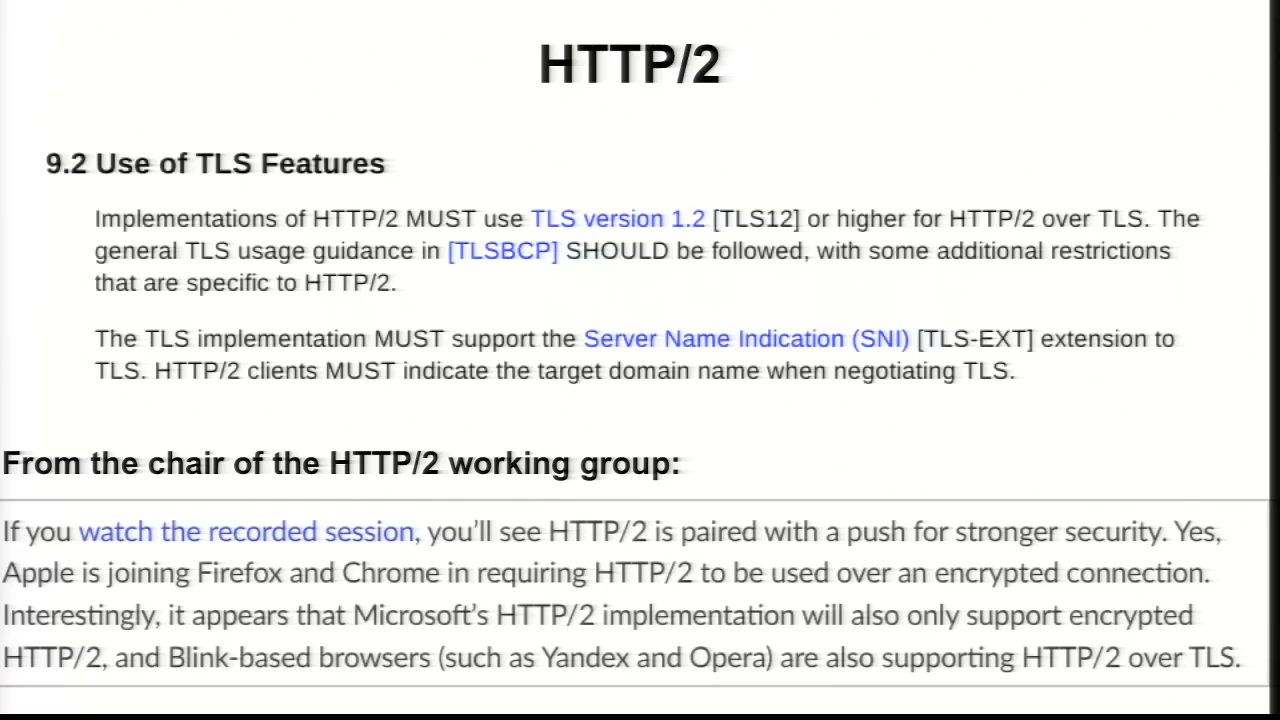 HTTP/2
9.2 Use of TLS Features
Implementations of HTTP/2 MUST use TLS version 1.2 [TLS12] or higher for HTTP/2 over TLS. The
general TLS usage guidance in [TLSBCP] SHOULD be followed, with some additional restrictions
that are specific to HTTP/2.
The TLS implementation MUST support the Server Name Indication (SNI) [TLS-EXT] extension to
TLS. HTTP/2 clients MUST indicate the target domain name when negotiating TLS.
From the chair of the HTTP/2 working group:
If you watch the recorded session, you’ll see HTTP/2 is paired with a push for stronger security. Yes,
Apple is joining Firefox and Chrome in requiring HTTP/2 to be used over an encrypted connection.
Interestingly, it appears that Microsoft’s HTTP/2 implementation will also only support encrypted
HTTP/2, and Blink-based browsers (such as Yandex and Opera) are also supporting HTTP/2 over TLS.